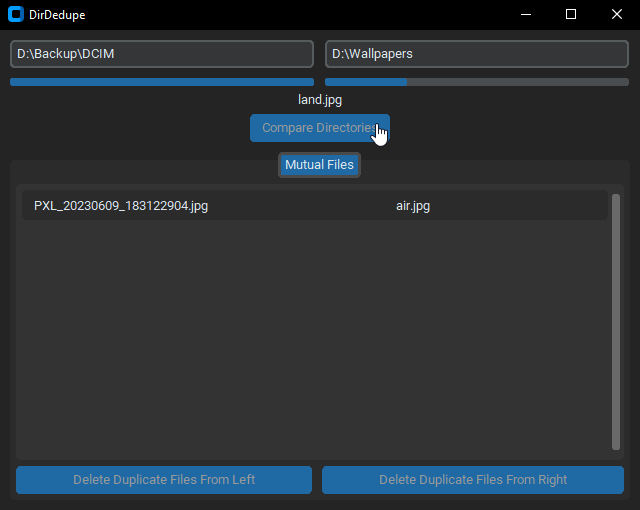 DirDedupe
D:\Backup\DCIM
D:\Wallpapers
land.jpg
Compare Directories
Mutual Files
PXL_20230609_183122904.jpg
air.jpg
Delete Duplicate Files From Left
Delete Duplicate Files From Right